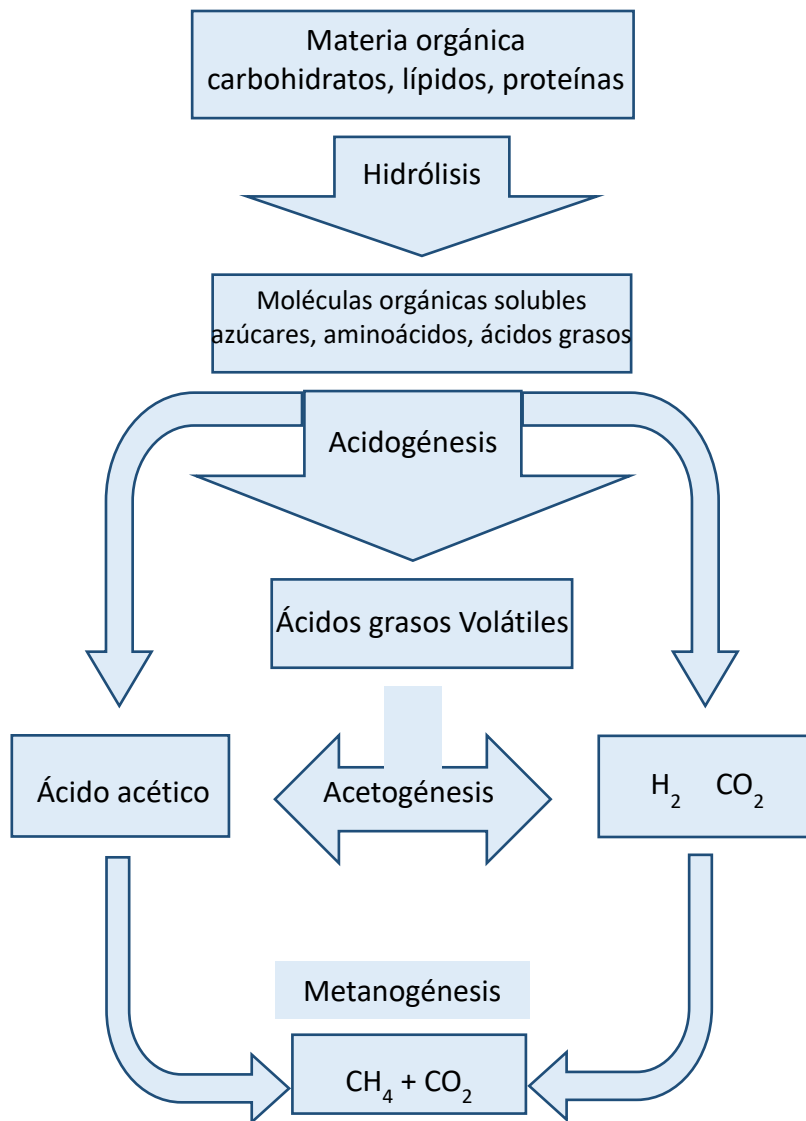 Materia orgánica
carbohidratos, lípidos, proteínas
Hidrólisis
Moléculas orgánicas solubles
azúcares, aminoácidos, ácidos grasos
Acidogénesis
Ácidos grasos Volátiles
Ácido acético
Acetogénesis
H₂ CO₂
Metanogénesis
CH₄ + CO₂